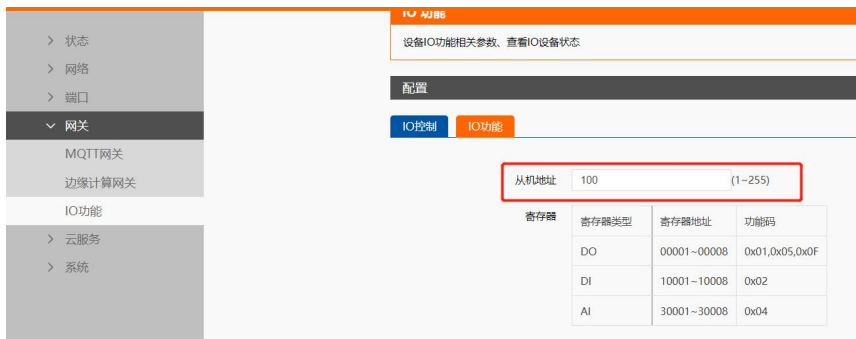 IO 功能
设备IO功能相关参数、查看IO设备状态
配置
IO控制 IO功能
从机地址 100 (1~255)
寄存器 寄存器类型 寄存器地址 功能码
DO 00001~00008 0x01,0x05,0x0F
DI 10001~10008 0x02
AI 30001~30008 0x04
状态
网络
端口
网关
MQTT网关
边缘计算网关
IO功能
云服务
系统